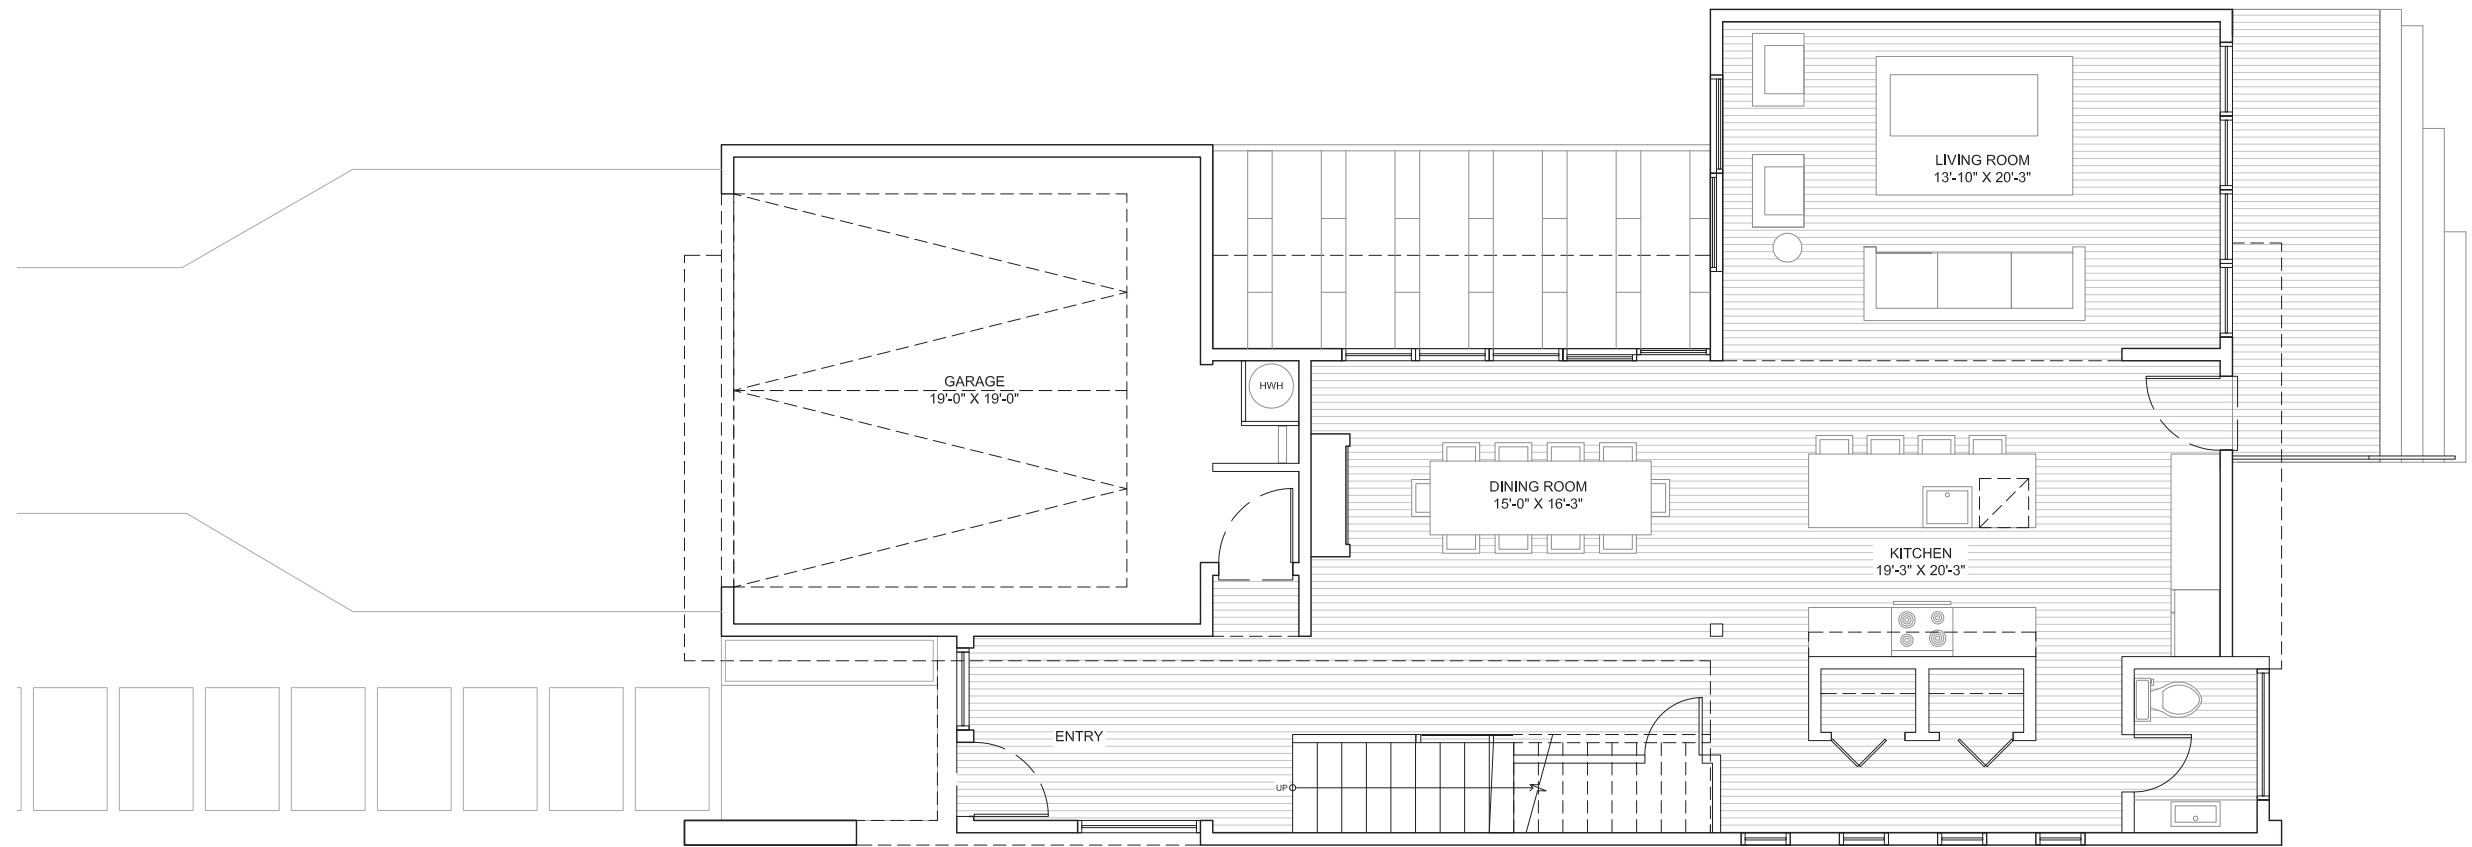 LIVING ROOM
13'-10" X 20'-3"
GARAGE
19'-0" X 19'-0"
HWH
DINING ROOM
15'-0" X 16'-3"
KITCHEN
19'-3" X 20'-3"
ENTRY
UP